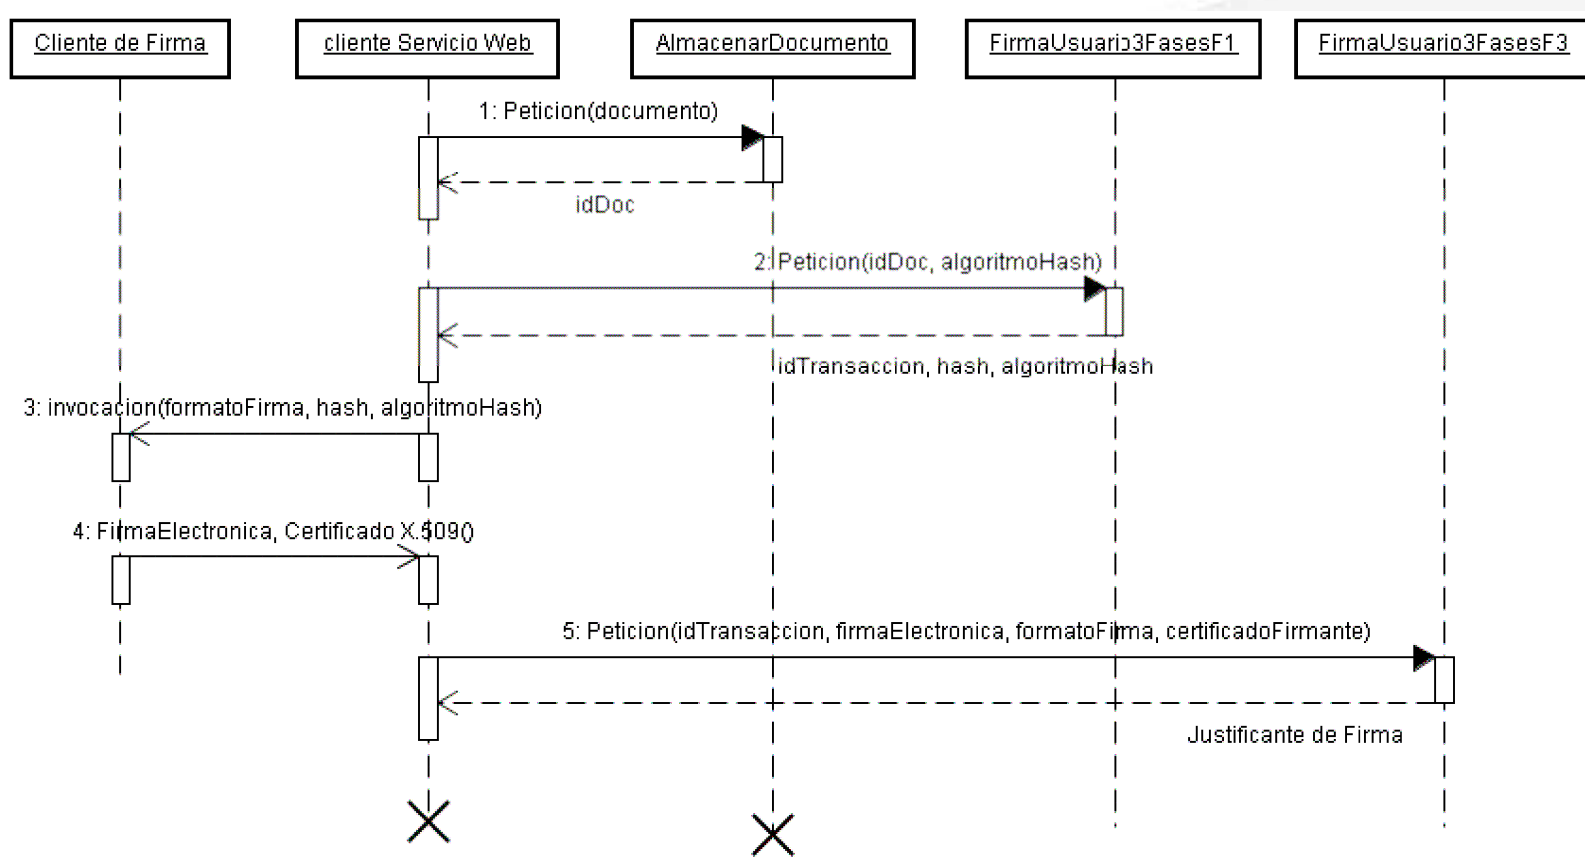 Cliente de Firma
cliente Servicio Web
AlmacenarDocumento
FirmaUsuario3FasesF1
FirmaUsuario3FasesF3
1: Peticion(documento)
idDoc
2: Peticion(idDoc, algoritmoHash)
idTransaccion, hash, algoritmoHash
3: invocacion(formatoFirma, hash, algoritmoHash)
4: FirmaElectronica, Certificado X.509()
5: Peticion(idTransaccion, firmaElectronica, formatoFirma, certificadoFirmante)
Justificante de Firma